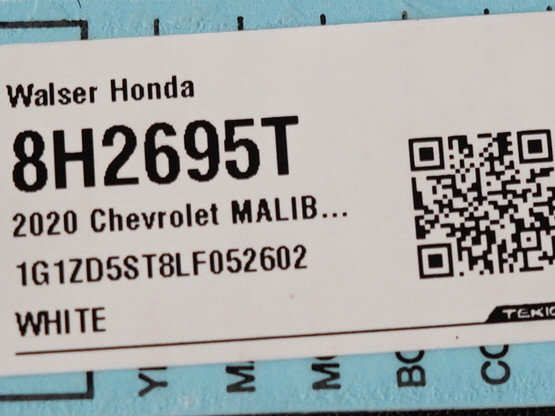 Walser Honda
8H2695T
2020 Chevrolet MALIB...
1G1ZD5ST8LF052602
WHITE